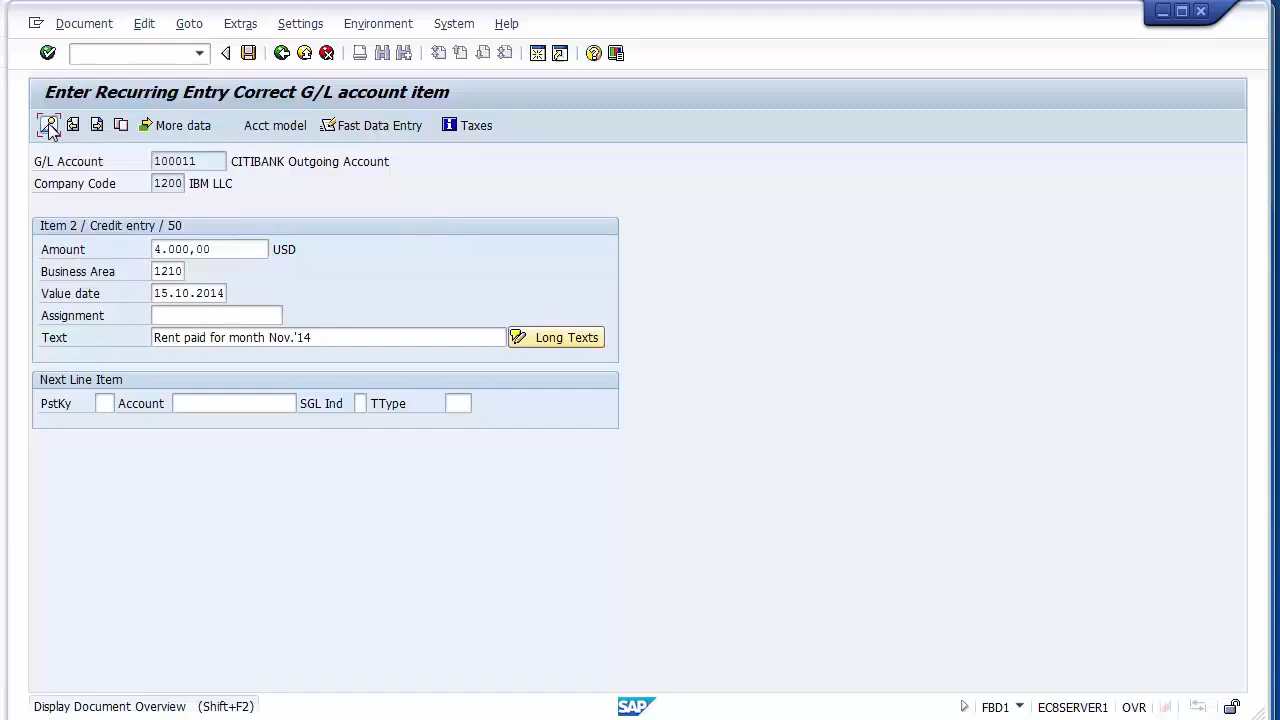 Document Edit Goto Extras Settings Environment System Help
Enter Recurring Entry Correct G/L account item
More data Acct model Fast Data Entry Taxes
G/L Account 100011 CITIBANK Outgoing Account
Company Code 1200 IBM LLC
Item 2 / Credit entry / 50
Amount 4.000,00 USD
Business Area 1210
Value date 15.10.2014
Assignment
Text Rent paid for month Nov.'14 Long Texts
Next Line Item
PstKy Account SGL Ind TType
Display Document Overview (Shift+F2) SAP FBD1 EC8SERVER1 OVR